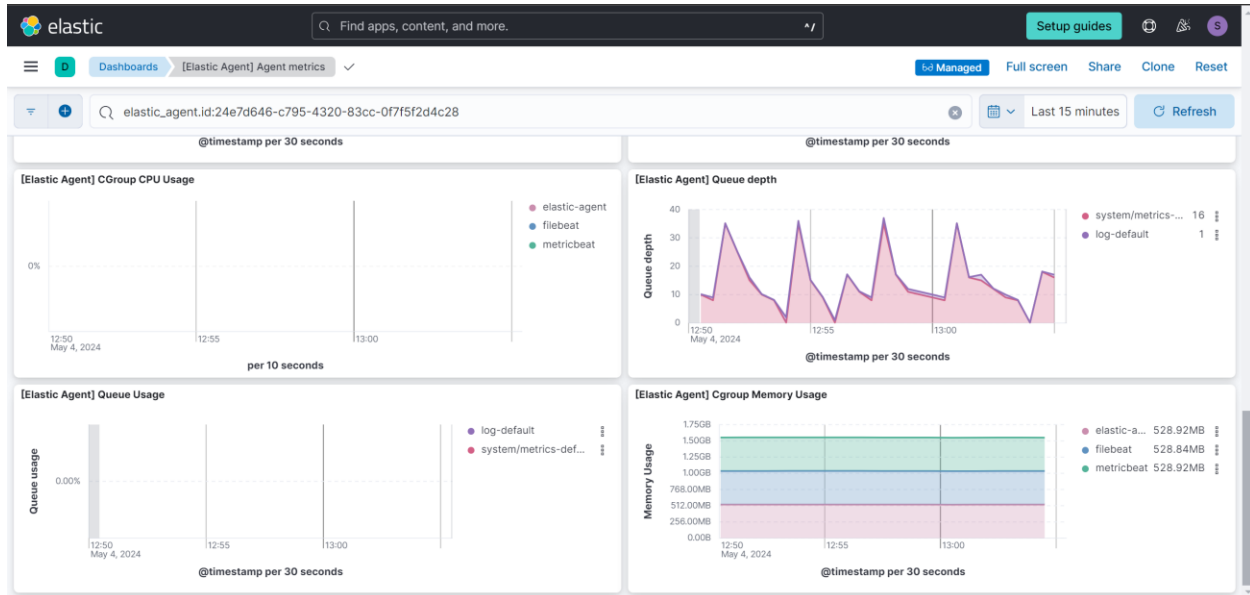 elastic
Find apps, content, and more.
^/
Setup guides
S
D
Dashboards
[Elastic Agent] Agent metrics
Managed
Full screen
Share
Clone
Reset
elastic_agent.id:24e7d646-c795-4320-83cc-0f7f5f2d4c28
Last 15 minutes
Refresh
@timestamp per 30 seconds
@timestamp per 30 seconds
[Elastic Agent] CGroup CPU Usage
0%
12:50
May 4, 2024
12:55
13:00
per 10 seconds
elastic-agent
filebeat
metricbeat
[Elastic Agent] Queue depth
Queue depth
40
30
20
10
0
12:50
May 4, 2024
12:55
13:00
@timestamp per 30 seconds
system/metrics-... 16
log-default 1
[Elastic Agent] Queue Usage
Queue usage
0.00%
12:50
May 4, 2024
12:55
13:00
@timestamp per 30 seconds
log-default
system/metrics-def...
[Elastic Agent] Cgroup Memory Usage
Memory Usage
1.75GB
1.50GB
1.25GB
1.00GB
768.00MB
512.00MB
256.00MB
0.00B
12:50
May 4, 2024
12:55
13:00
@timestamp per 30 seconds
elastic-a... 528.92MB
filebeat 528.84MB
metricbeat 528.92MB